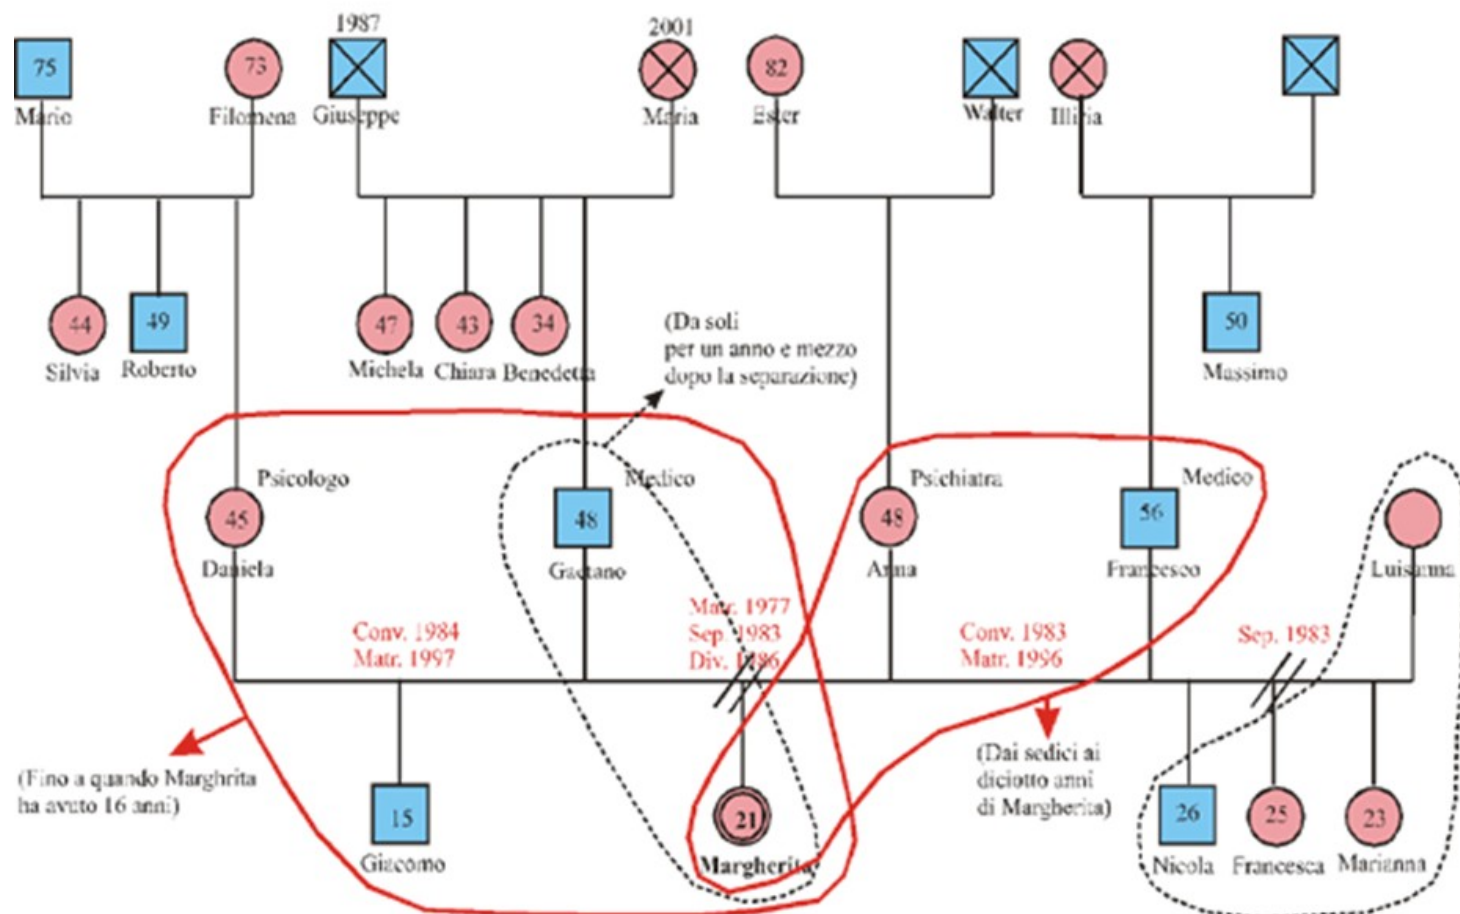 1987
2001
75
73
82
Mario
Filomena
Giuseppe
Maria
Ester
Walter
Illiria
44
49
47
43
34
50
Silvia
Roberto
Michela
Chiara
Benedetta
Massimo
(Da soli
per un anno e mezzo
dopo la separazione)
Psicologo
Medico
Psichiatra
Medico
45
48
48
56
Daniela
Gaetano
Anna
Francesco
Luisanna
Conv. 1984
Matr. 1997
Matr. 1977
Sep. 1983
Div. 1986
Conv. 1983
Matr. 1996
Sep. 1983
(Fino a quando Marghrita
ha avuto 16 anni)
(Dai sedici ai
diciotto anni
di Margherita)
15
21
26
25
23
Giacomo
Margherita
Nicola
Francesca
Marianna